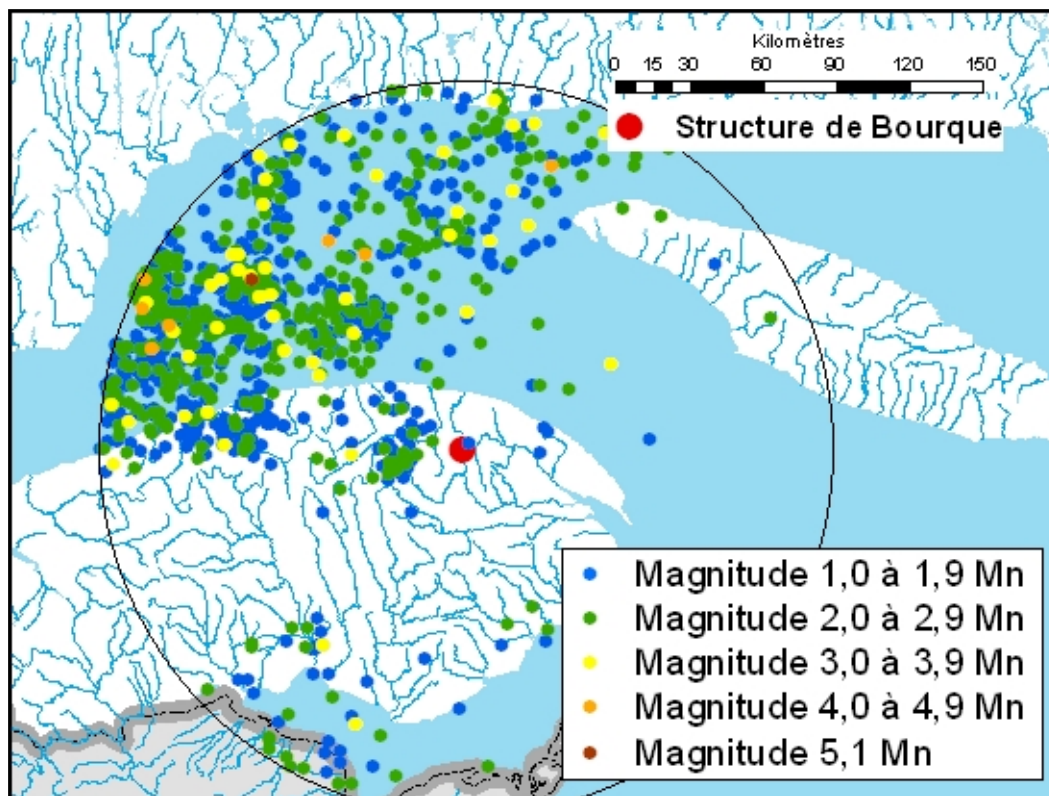 Kilomètres
0 15 30 60 90 120 150
Structure de Bourque
Magnitude 1,0 à 1,9 Mn
Magnitude 2,0 à 2,9 Mn
Magnitude 3,0 à 3,9 Mn
Magnitude 4,0 à 4,9 Mn
Magnitude 5,1 Mn